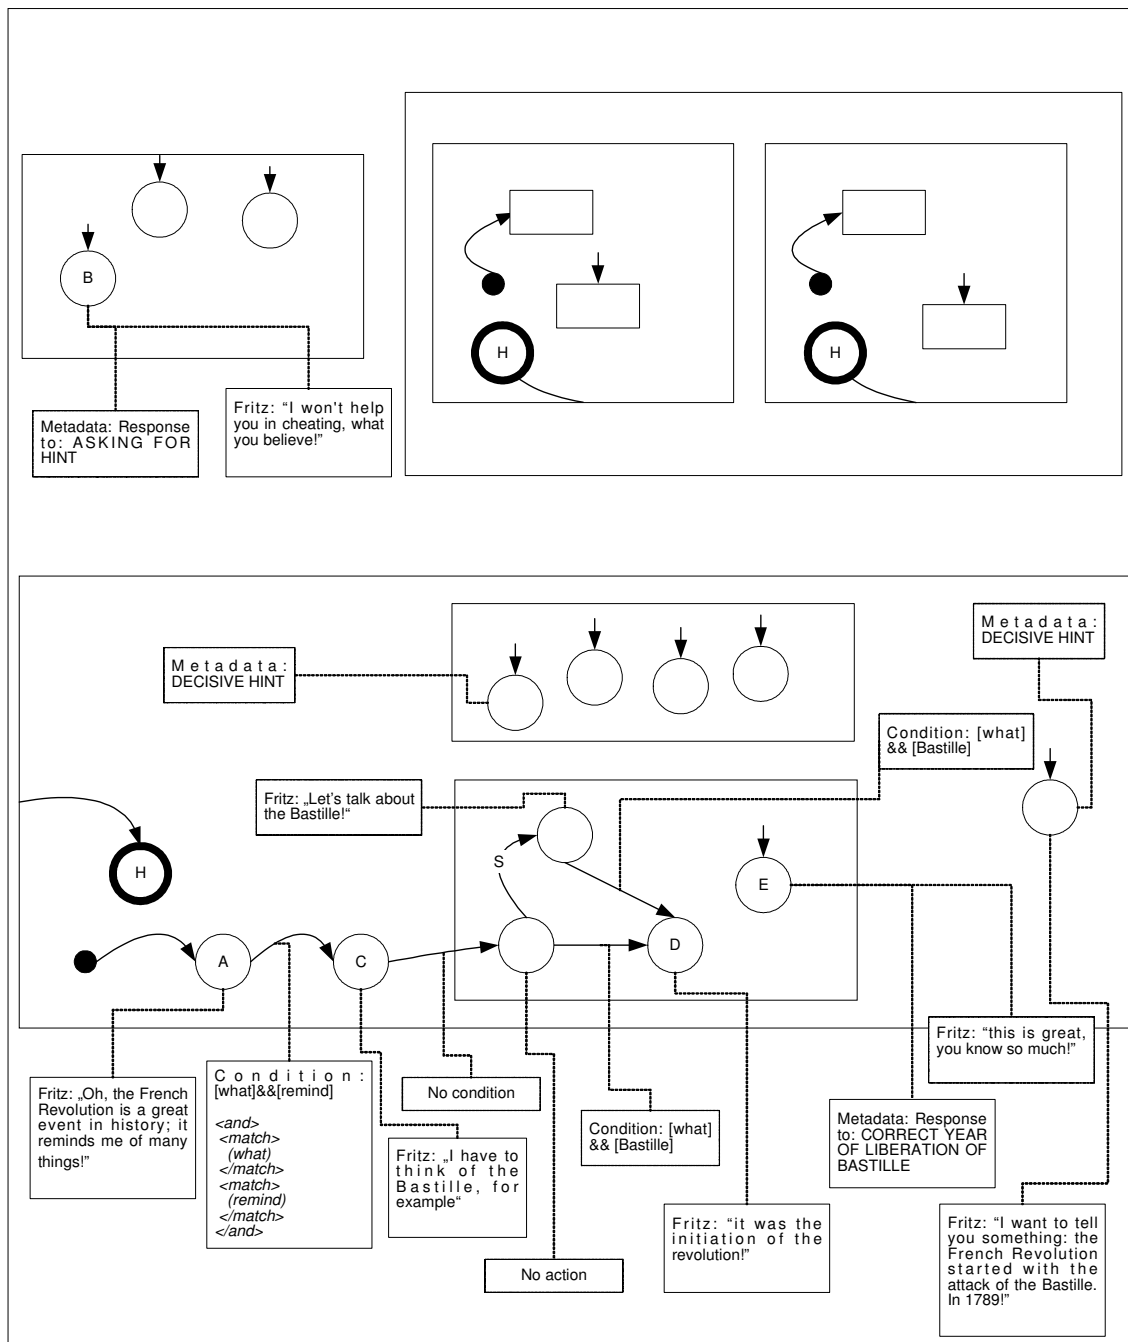 B
H
H
Metadata: Response
to: ASKING FOR
HINT
Fritz: “I won't help
you in cheating, what
you believe!”
Metadata:
DECISIVE HINT
Metadata:
DECISIVE HINT
Condition: [what]
&& [Bastille]
Fritz: „Let's talk about
the Bastille!“
S
H
E
A
C
D
Fritz: „Oh, the French
Revolution is a great
event in history; it
reminds me of many
things!”
Condition:
[what]&&[remind]
<and>
<match>
(what)
</match>
<match>
(remind)
</match>
</and>
No condition
Fritz: „I have to
think of the
Bastille, for
example“
No action
Condition: [what]
&& [Bastille]
Fritz: “it was the
initiation of the
revolution!”
Fritz: “this is great,
you know so much!”
Metadata: Response
to: CORRECT YEAR
OF LIBERATION OF
BASTILLE
Fritz: “I want to tell
you something: the
French Revolution
started with the
attack of the Bastille.
In 1789!”